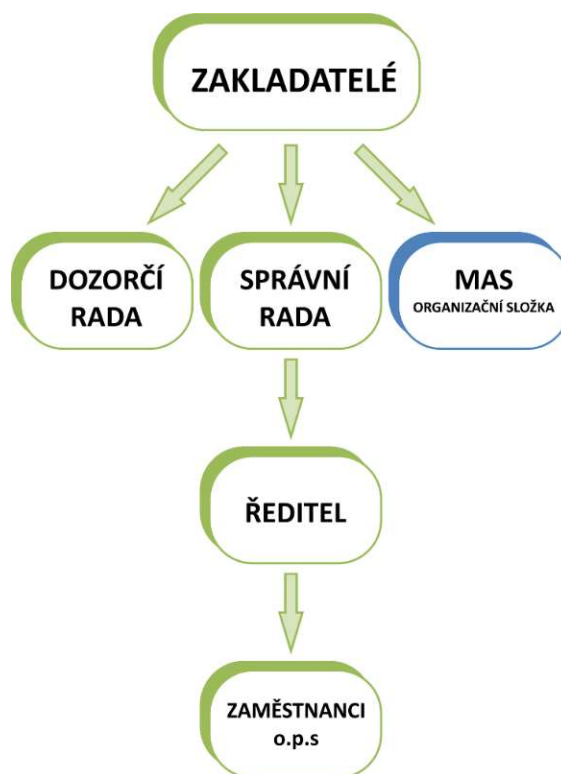 ZAKLADATELÉ
DOZORČÍ
RADA
SPRÁVNÍ
RADA
MAS
ORGANIZAČNÍ SLOŽKA
ŘEDITEL
ZAMĚSTNANCI
o.p.s